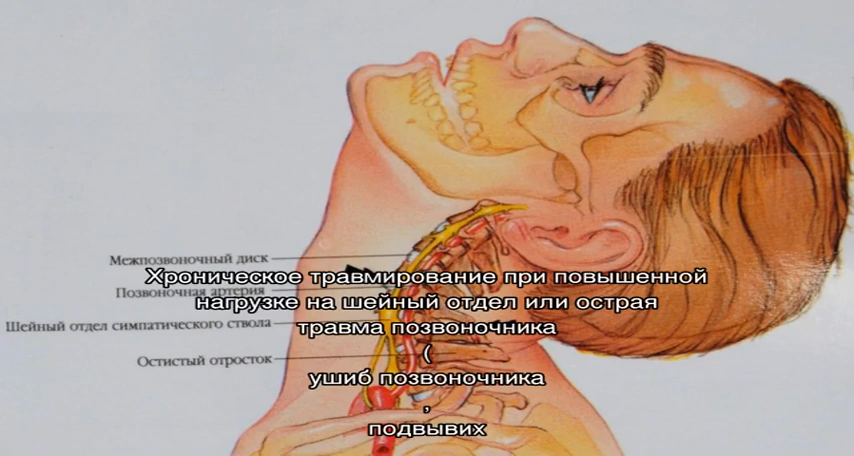 Межпозвоночный диск
Хроническое травмирование при повышенной
Позвоночная артерия
нагрузке на шейный отдел или острая
Шейный отдел симпатического ствола
травма позвоночника
(
Остистый отросток
ушиб позвоночника
,
подвывих